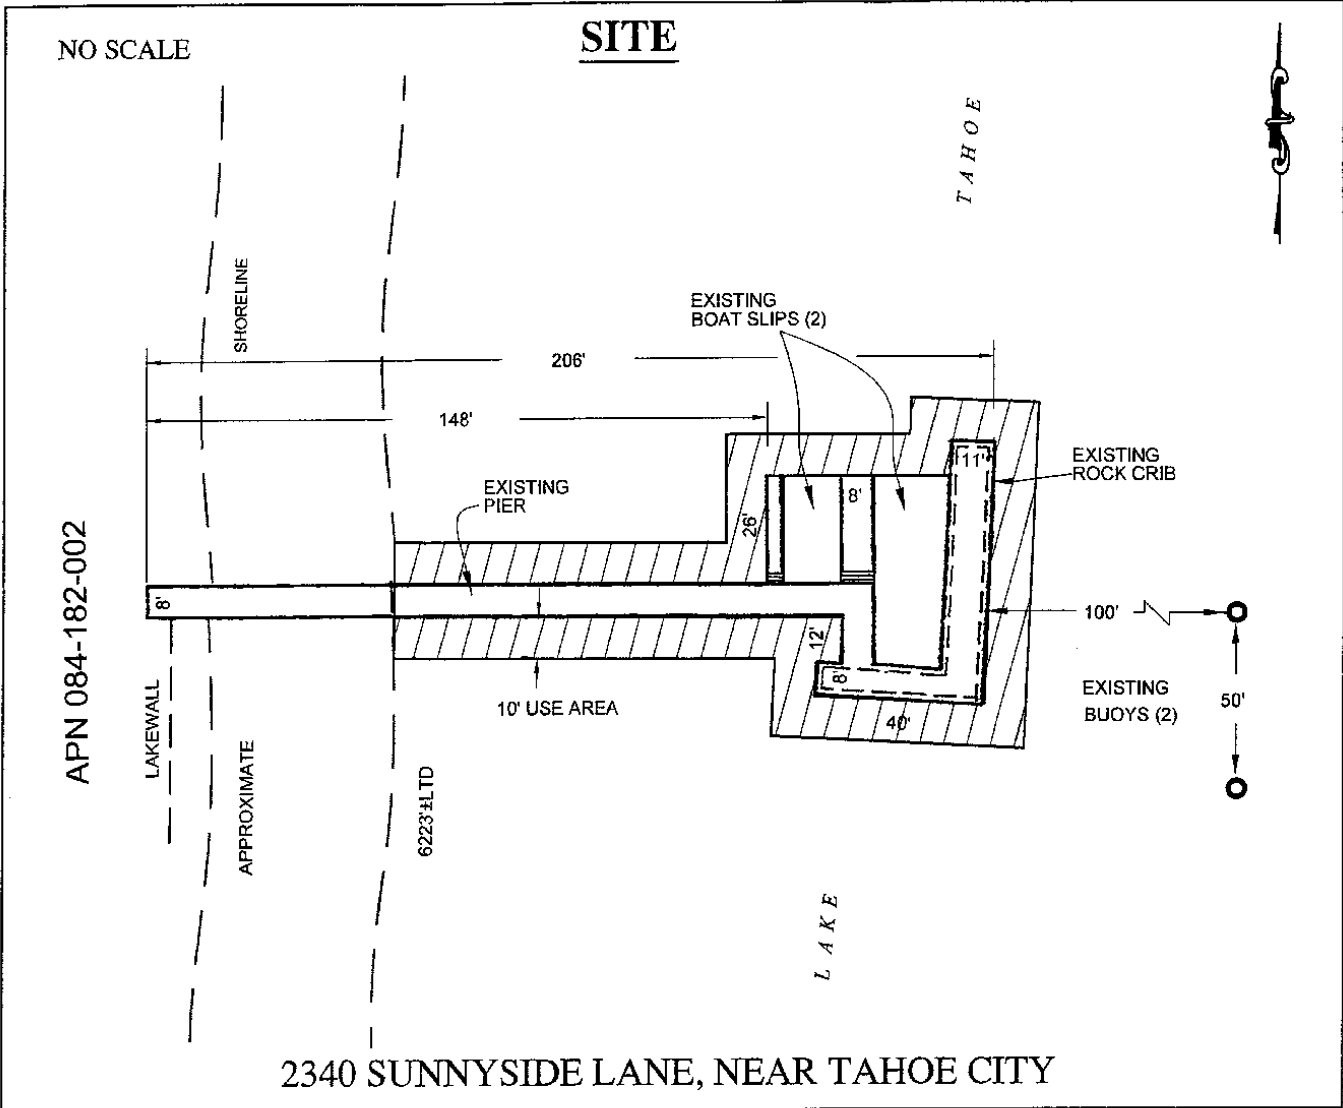 NO SCALE
SITE
TAHOE
SHORELINE
EXISTING
BOAT SLIPS (2)
206'
148'
EXISTING
PIER
11'
EXISTING
ROCK CRIB
8'
26'
8'
APN 084-182-002
100'
12'
8'
LAKEWALL
10' USE AREA
40'
EXISTING
BUOYS (2)
50'
APPROXIMATE
6223'±LTD
LAKE
2340 SUNNYSIDE LANE, NEAR TAHOE CITY